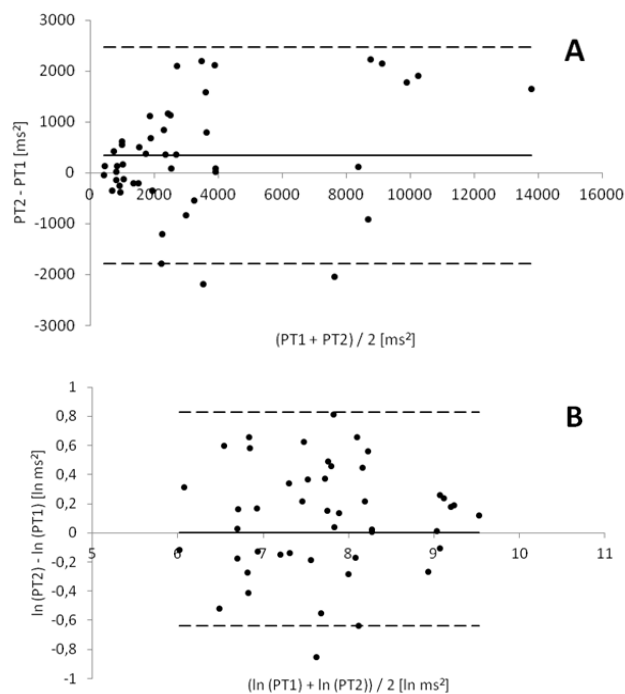 3000
A
2000
1000
0
0 2000 4000 6000 8000 10000 12000 14000 16000
-1000
-2000
-3000
PT2 - PT1 [ms²]
(PT1 + PT2) / 2 [ms²]
1
B
0,8
0,6
0,4
0,2
0
5 6 7 8 9 10 11
-0,2
-0,4
-0,6
-0,8
-1
ln (PT2) - ln (PT1) [ln ms²]
(ln (PT1) + ln (PT2)) / 2 [ln ms²]